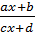 ax + b
cx + d